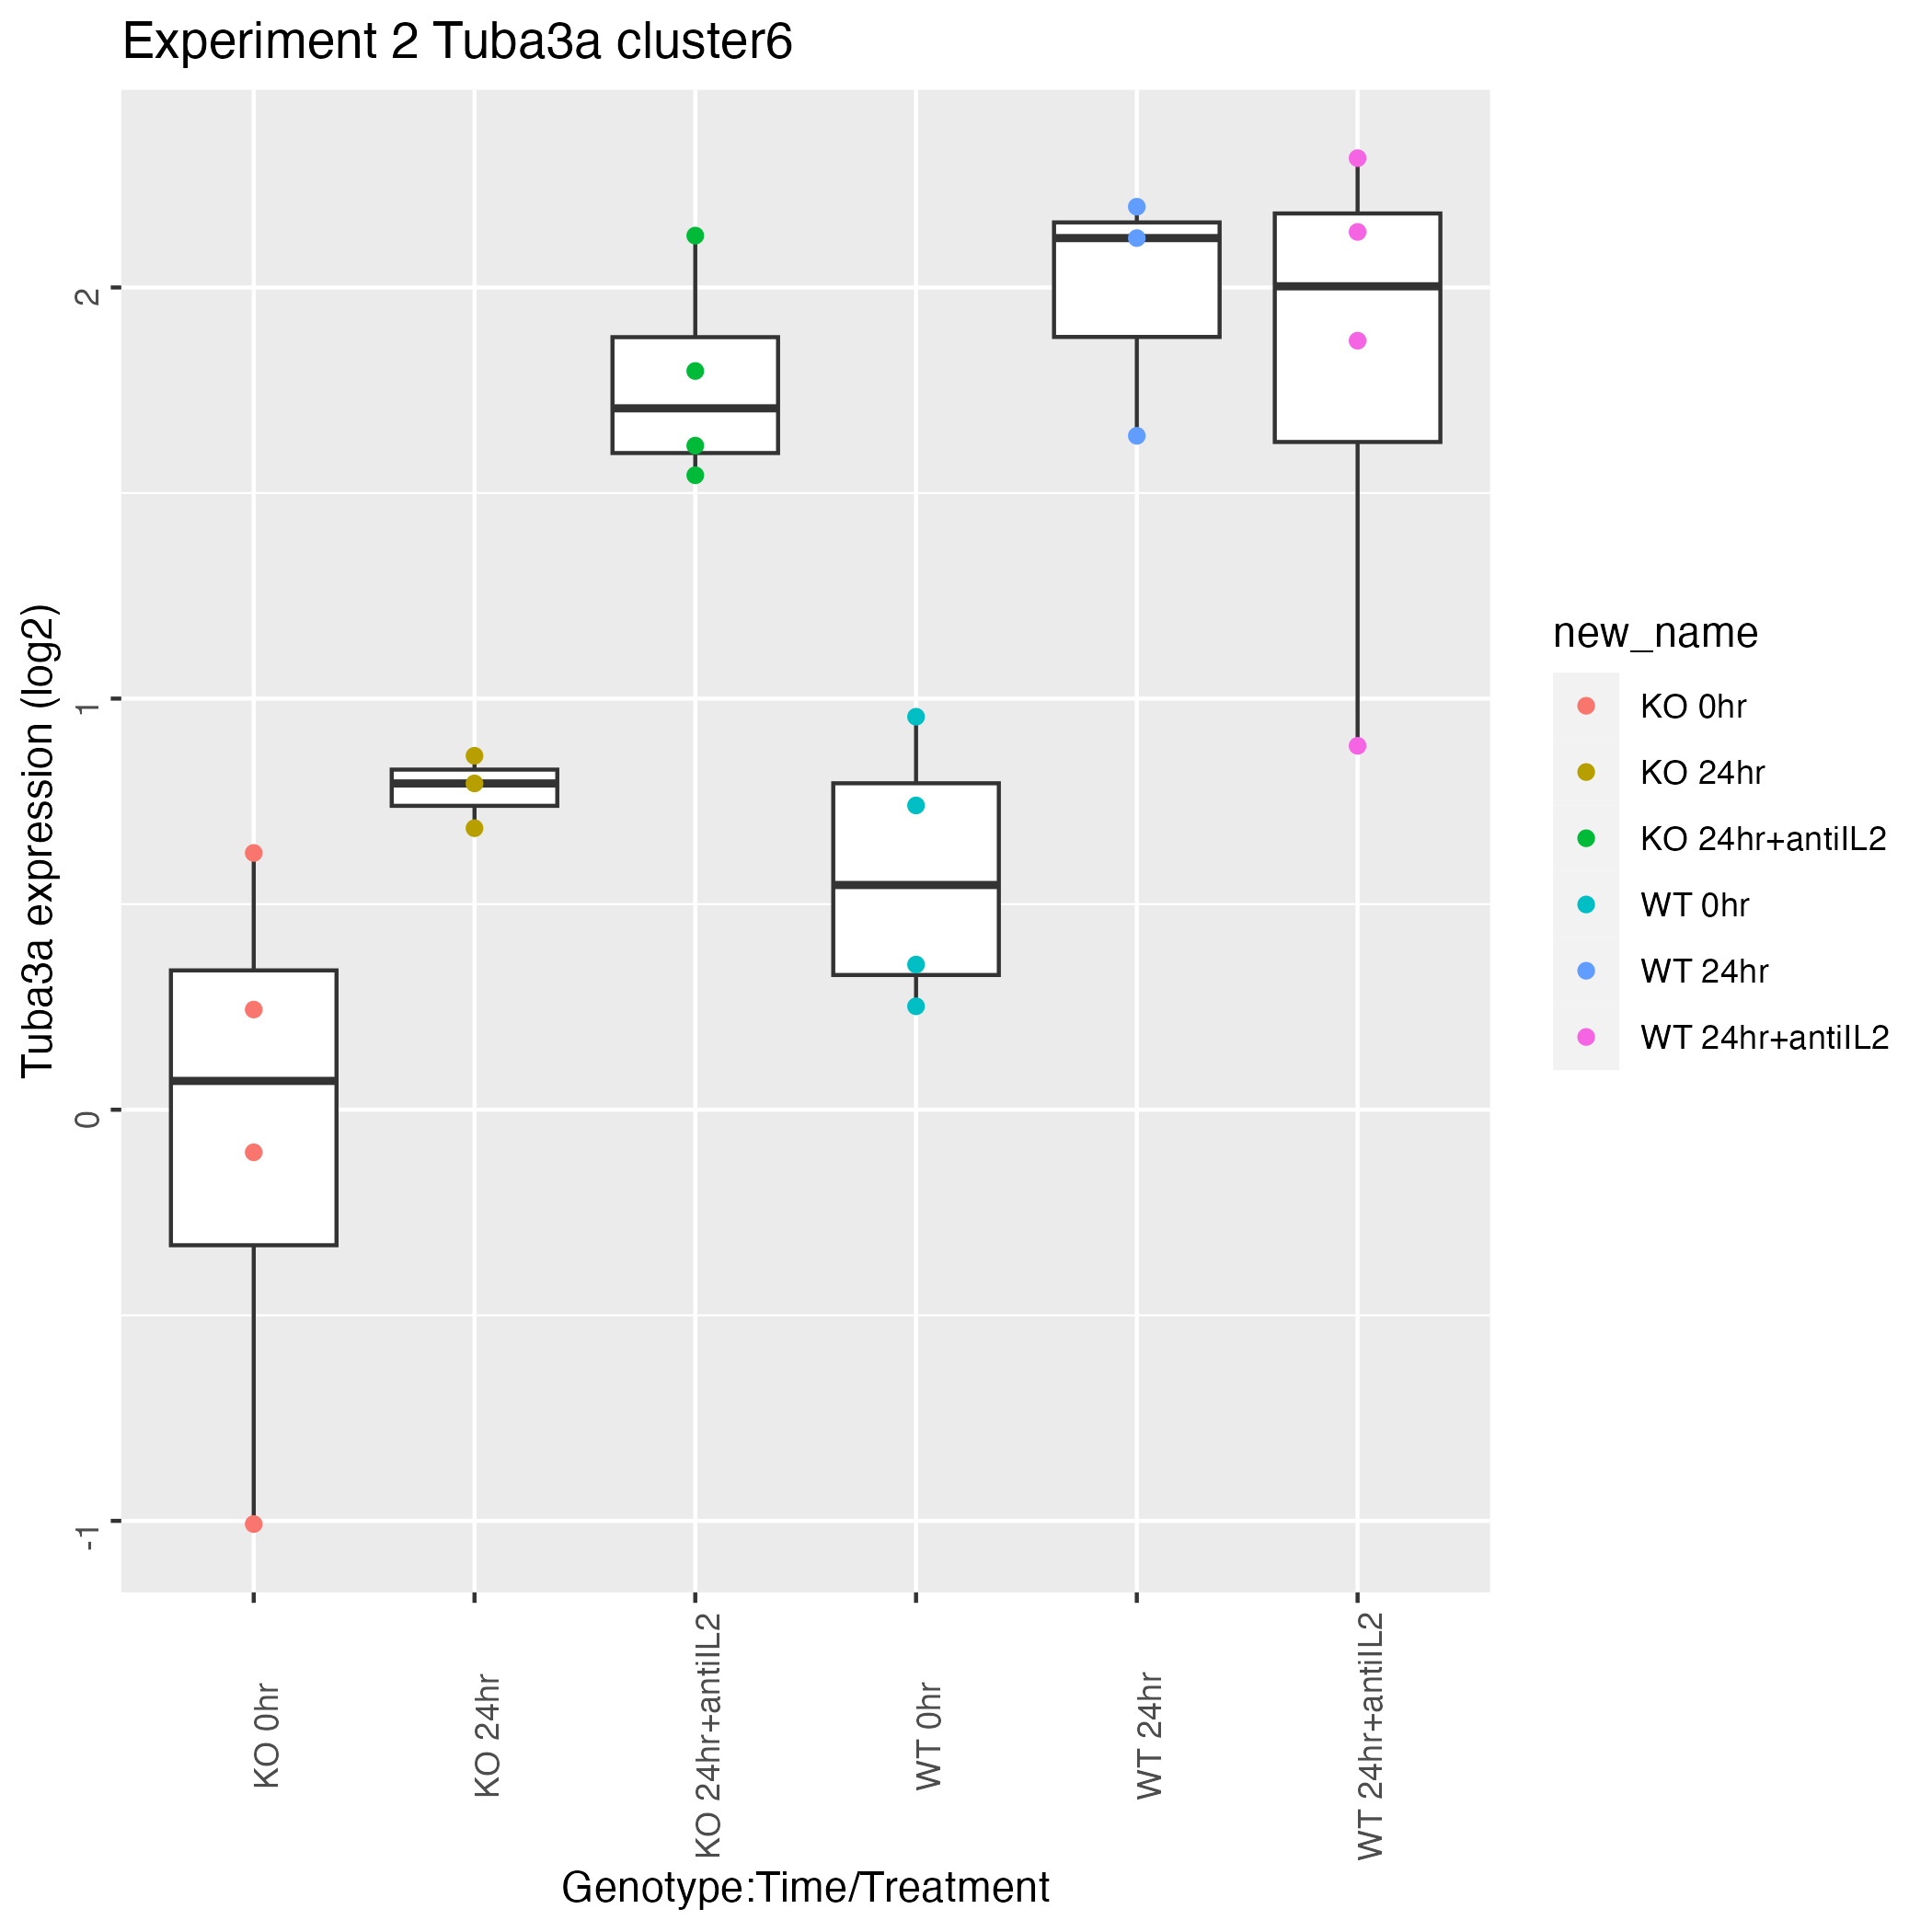 Experiment 2 Tuba3a cluster6
Tuba3a expression (log2)
2
1
0
-1
KO 0hr
KO 24hr
KO 24hr+antiIL2
WT 0hr
WT 24hr
WT 24hr+antiIL2
Genotype:Time/Treatment
new_name
KO 0hr
KO 24hr
KO 24hr+antiIL2
WT 0hr
WT 24hr
WT 24hr+antiIL2